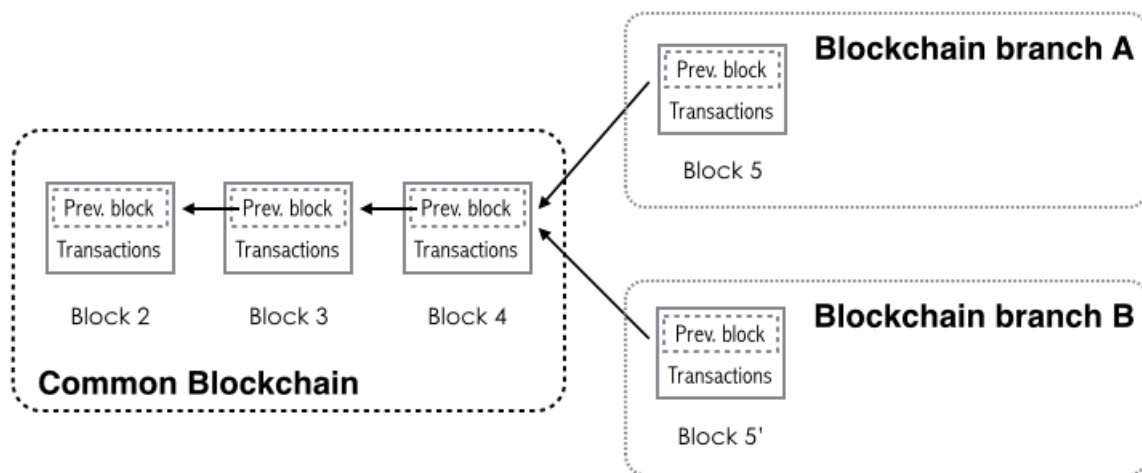 Blockchain branch A
Prev. block
Transactions
Block 5
Prev. block
Transactions
Block 2
Prev. block
Transactions
Block 3
Prev. block
Transactions
Block 4
Common Blockchain
Blockchain branch B
Prev. block
Transactions
Block 5'